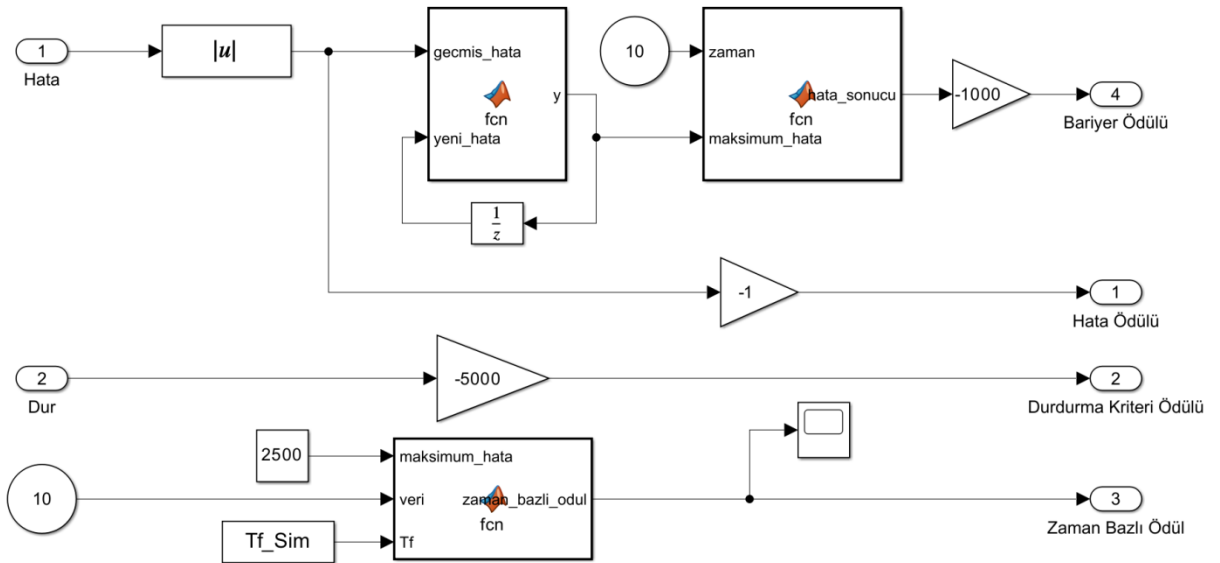 1
Hata
|u|
gecmis_hata
yeni_hata
fcn
y
1
z
10
zaman
maksimum_hata
fcn
hata_sonucu
-1000
4
Bariyer Ödülü
-1
1
Hata Ödülü
2
Dur
-5000
2
Durdurma Kriteri Ödülü
2500
10
Tf_Sim
maksimum_hata
veri
Tf
fcn
zaman_bazli_odul
3
Zaman Bazlı Ödül